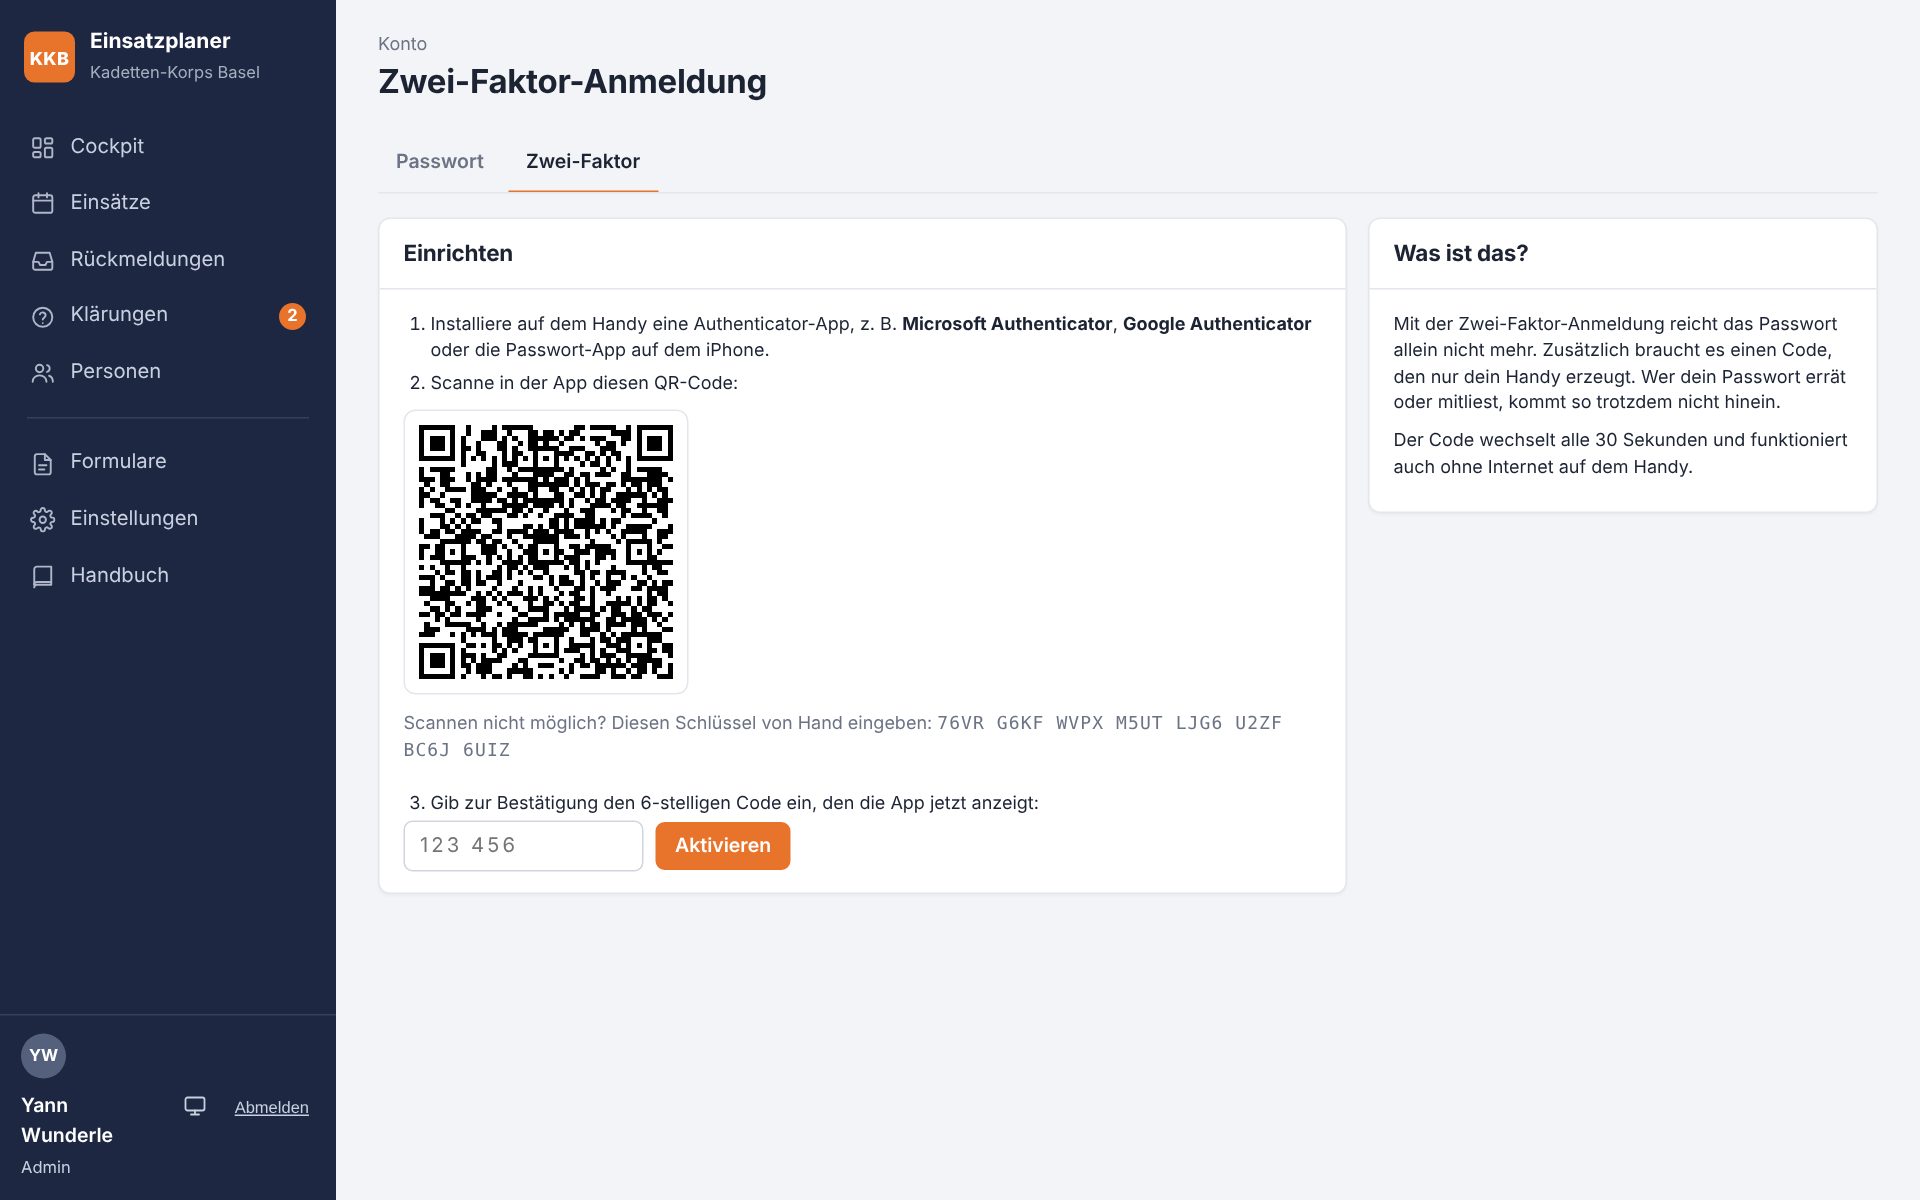 KKB
Einsatzplaner
Kadetten-Korps Basel
Cockpit
Einsätze
Rückmeldungen
Klärungen
2
Personen
Formulare
Einstellungen
Handbuch
YW
Yann
Wunderle
Admin
Abmelden
Konto
Zwei-Faktor-Anmeldung
Passwort
Zwei-Faktor
Einrichten
1. Installiere auf dem Handy eine Authenticator-App, z. B. Microsoft Authenticator, Google Authenticator
oder die Passwort-App auf dem iPhone.
2. Scanne in der App diesen QR-Code:
Scannen nicht möglich? Diesen Schlüssel von Hand eingeben: 76VR G6KF WVPX M5UT LJG6 U2ZF
BC6J 6UIZ
3. Gib zur Bestätigung den 6-stelligen Code ein, den die App jetzt anzeigt:
123 456
Aktivieren
Was ist das?
Mit der Zwei-Faktor-Anmeldung reicht das Passwort
allein nicht mehr. Zusätzlich braucht es einen Code,
den nur dein Handy erzeugt. Wer dein Passwort errät
oder mitliest, kommt so trotzdem nicht hinein.
Der Code wechselt alle 30 Sekunden und funktioniert
auch ohne Internet auf dem Handy.